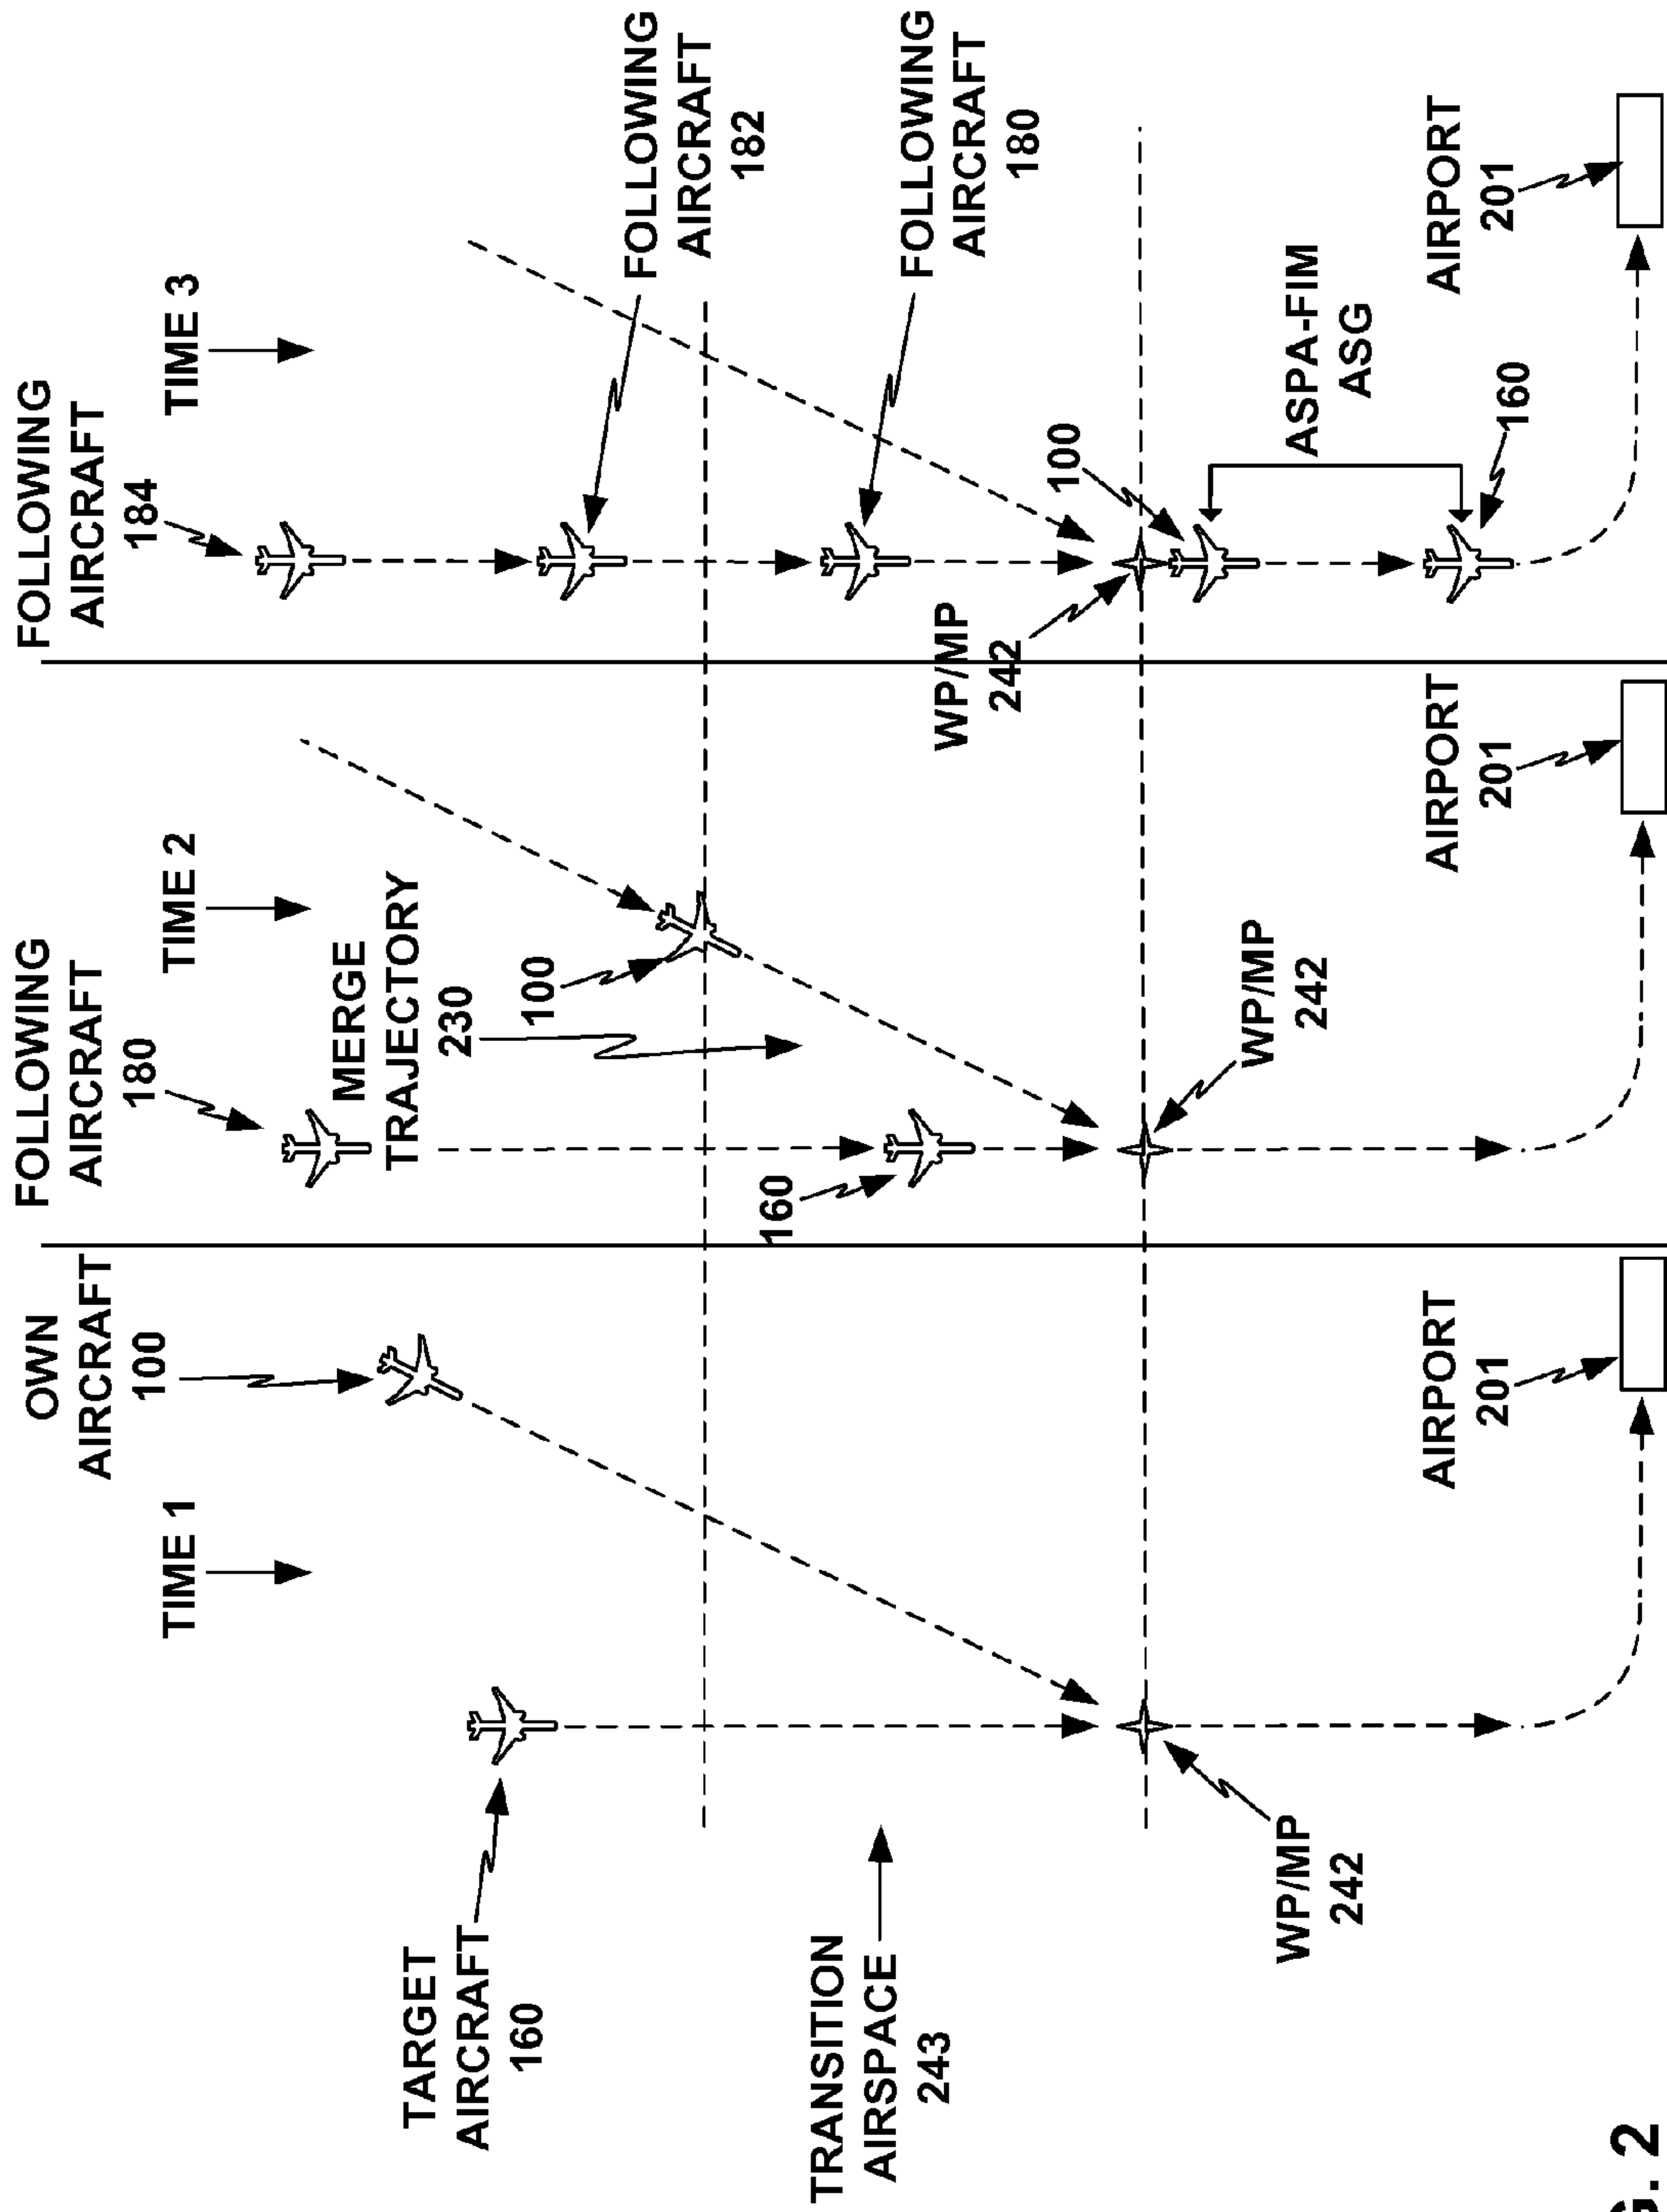 TARGET
AIRCRAFT
160
TRANSITION
AIRSPACE
243
TIME 1
OWN
AIRCRAFT
100
WP/MP
242
AIRPORT
201
FOLLOWING
AIRCRAFT
180
TIME 2
MERGE
TRAJECTORY
230
100
160
WP/MP
242
AIRPORT
201
FOLLOWING
AIRCRAFT
184
TIME 3
FOLLOWING
AIRCRAFT
182
FOLLOWING
AIRCRAFT
180
WP/MP
242
100
ASPA-FIM
ASG
160
AIRPORT
201
G. 2